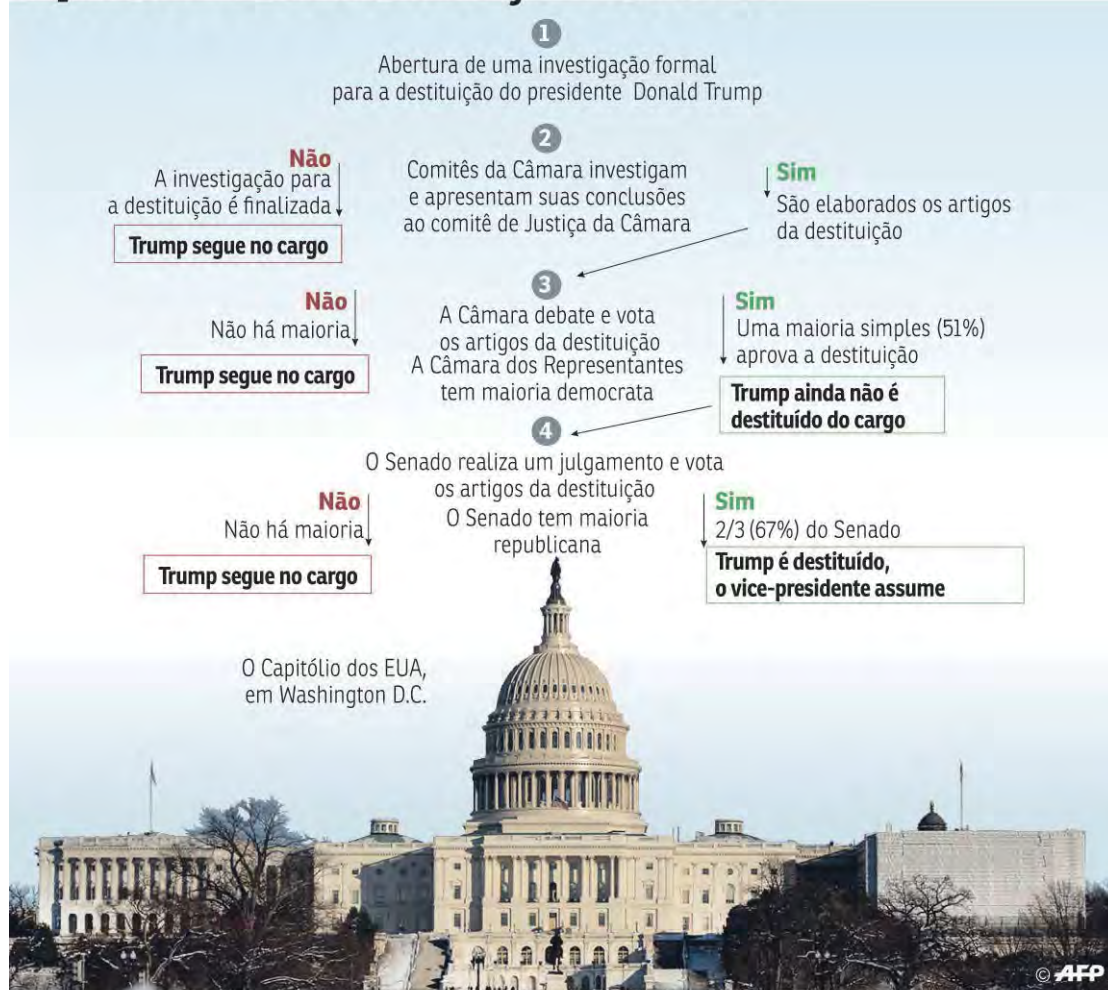 1
Abertura de uma investigação formal
para a destituição do presidente Donald Trump
2
Comitês da Câmara investigam
e apresentam suas conclusões
ao comitê de Justiça da Câmara
Não
A investigação para
a destituição é finalizada
Trump segue no cargo
Sim
São elaborados os artigos
da destituição
3
A Câmara debate e vota
os artigos da destituição
A Câmara dos Representantes
tem maioria democrata
Não
Não há maioria
Trump segue no cargo
Sim
Uma maioria simples (51%)
aprova a destituição
Trump ainda não é
destituído do cargo
4
O Senado realiza um julgamento e vota
os artigos da destituição
O Senado tem maioria
republicana
Não
Não há maioria
Trump segue no cargo
Sim
2/3 (67%) do Senado
Trump é destituído,
o vice-presidente assume
O Capitólio dos EUA,
em Washington D.C.
© AFP